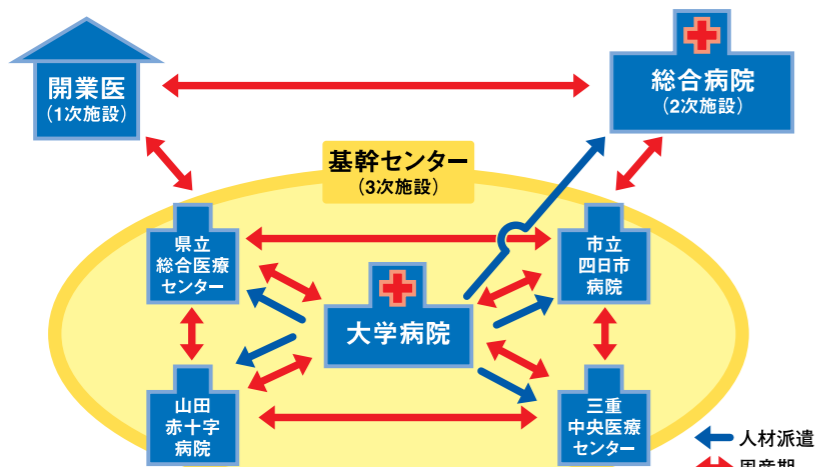 開業医
（1次施設）
総合病院
（2次施設）
基幹センター
（3次施設）
県立
総合医療
センター
市立
四日市
病院
大学病院
山田
赤十字
病院
三重
中央医療
センター
人材派遣
周産期